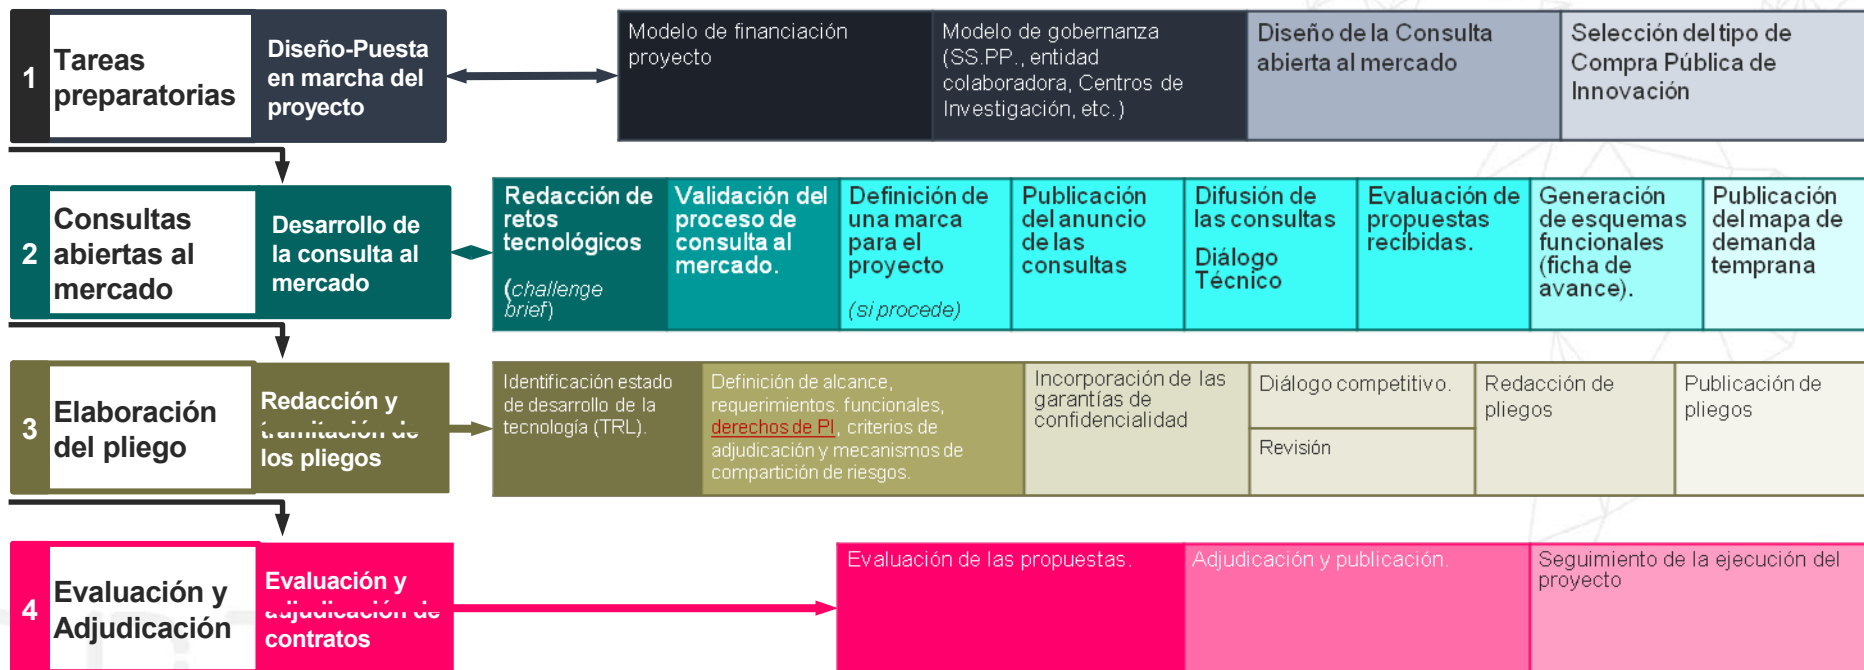 1
Tareas
preparatorias
Diseño-Puesta
en marcha del
proyecto
Modelo de financiación
proyecto
Modelo de gobernanza
(SS.PP., entidad
colaboradora, Centros de
Investigación, etc.)
Diseño de la Consulta
abierta al mercado
Selección del tipo de
Compra Pública de
Innovación
2
Consultas
abiertas al
mercado
Desarrollo de
la consulta al
mercado
Redacción de
retos
tecnológicos
(challenge
brief)
Validación del
proceso de
consulta al
mercado.
Definición de
una marca
para el
proyecto
(si procede)
Publicación
del anuncio
de las
consultas
Difusión de
las consultas
Diálogo
Técnico
Evaluación de
propuestas
recibidas.
Generación
de esquemas
funcionales
(ficha de
avance).
Publicación
del mapa de
demanda
temprana
3
Elaboración
del pliego
Redacción y
tramitación de
los pliegos
Identificación estado
de desarrollo de la
tecnología (TRL).
Definición de alcance,
requerimientos. funcionales,
derechos de PI, criterios de
adjudicación y mecanismos de
compartición de riesgos.
Incorporación de las
garantías de
confidencialidad
Diálogo competitivo.
Revisión
Redacción de
pliegos
Publicación de
pliegos
4
Evaluación y
Adjudicación
Evaluación y
adjudicación de
contratos
Evaluación de las propuestas.
Adjudicación y publicación.
Seguimiento de la ejecución del
proyecto